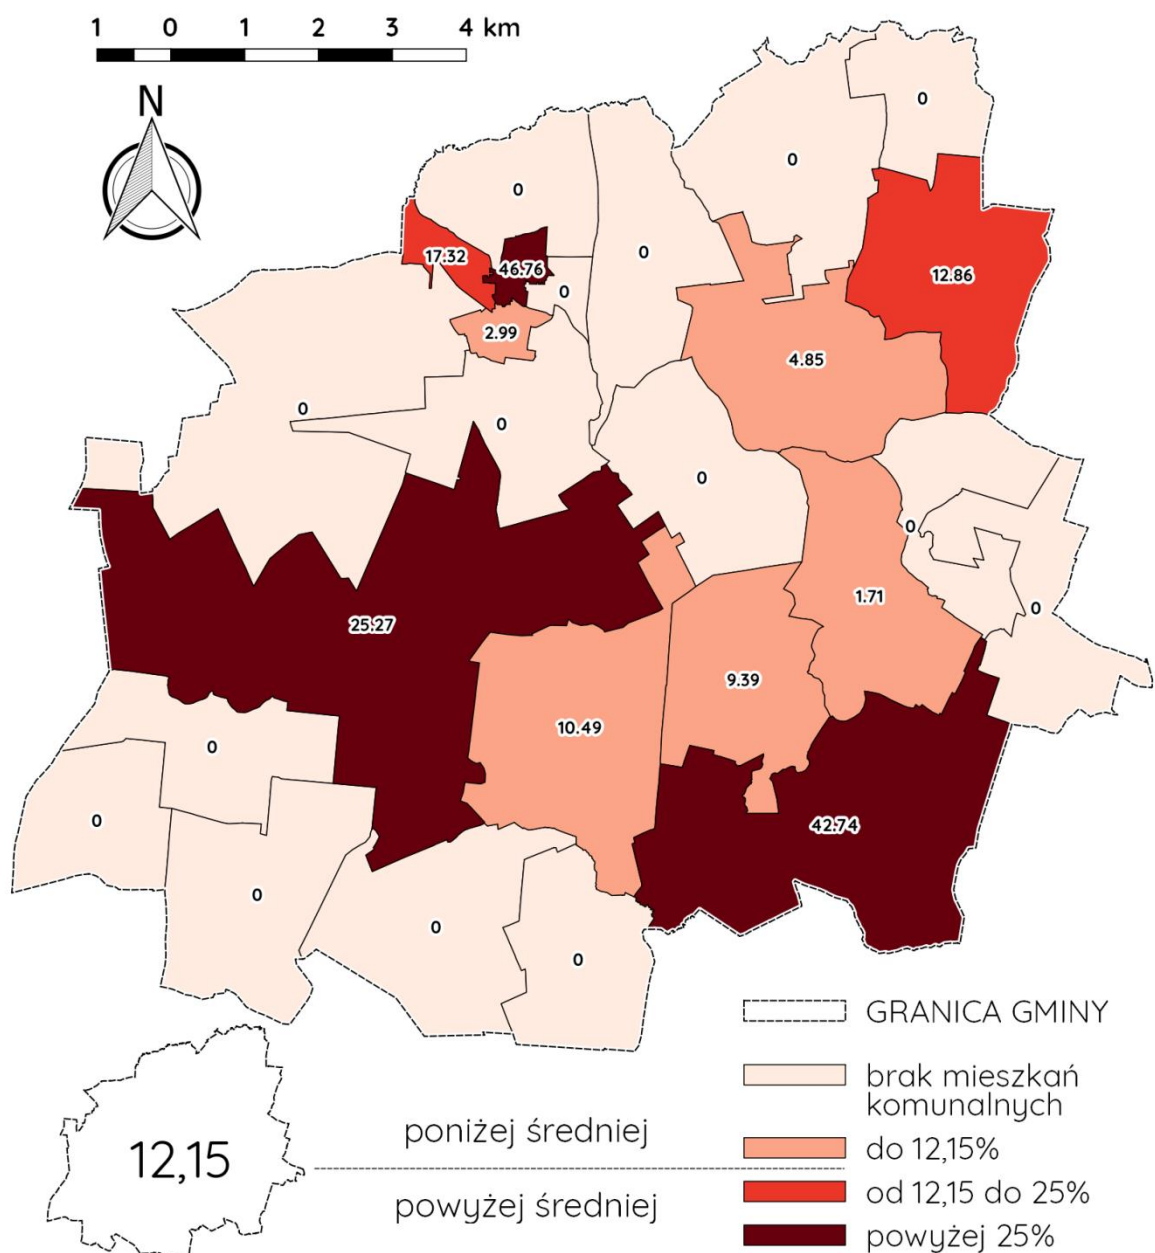 1 0 1 2 3 4 km
N
0
0
0
17.32
46.76
0
0
12.86
2.99
4.85
0
0
0
0
1.71
0
25.27
9.39
10.49
0
0
42.74
0
0
0
GRANICA GMINY
brak mieszkań
komunalnych
do 12,15%
od 12,15 do 25%
powyżej 25%
12,15
poniżej średniej
powyżej średniej